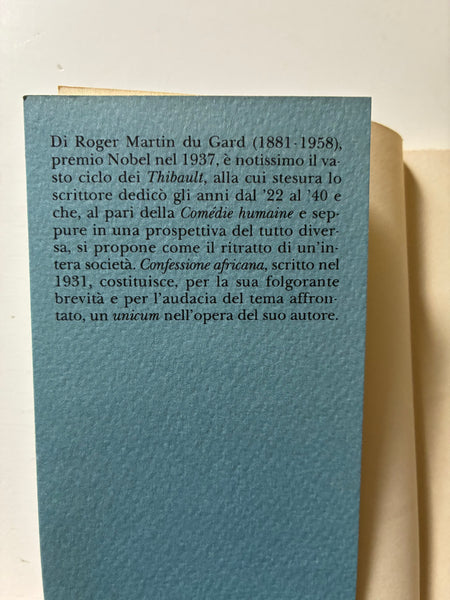 Di Roger Martin du Gard (1881-1958),
premio Nobel nel 1937, è notissimo il va-
sto ciclo dei Thibault, alla cui stesura lo
scrittore dedicò gli anni dal '22 al '40 e
che, al pari della Comédie humaine e sep-
pure in una prospettiva del tutto diver-
sa, si propone come il ritratto di un'in-
tera società. Confessione africana, scritto nel
1931, costituisce, per la sua folgorante
brevità e per l'audacia del tema affron-
tato, un unicum nell'opera del suo autore.